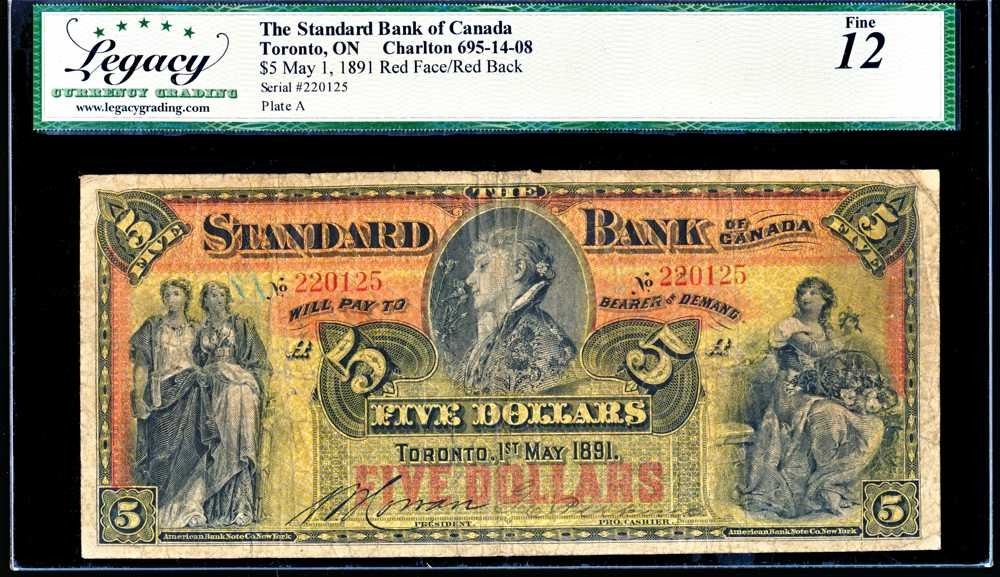 Legacy
CURRENCY GRADING
www.legacygrading.com
The Standard Bank of Canada
Toronto, ON Charlton 695-14-08
$5 May 1, 1891 Red Face/Red Back
Serial #220125
Plate A
Fine
12
THE
5 FIVE
STANDARD BANK OF CANADA
5 FIVE
No 220125
No 220125
WILL PAY TO
BEARER ON DEMAND
A
5
5
A
FIVE DOLLARS
TORONTO. 1ST MAY 1891.
FIVE DOLLARS
5
PRESIDENT.
PRO. CASHIER.
5
American Bank Note Co. New York
American Bank Note Co. New York